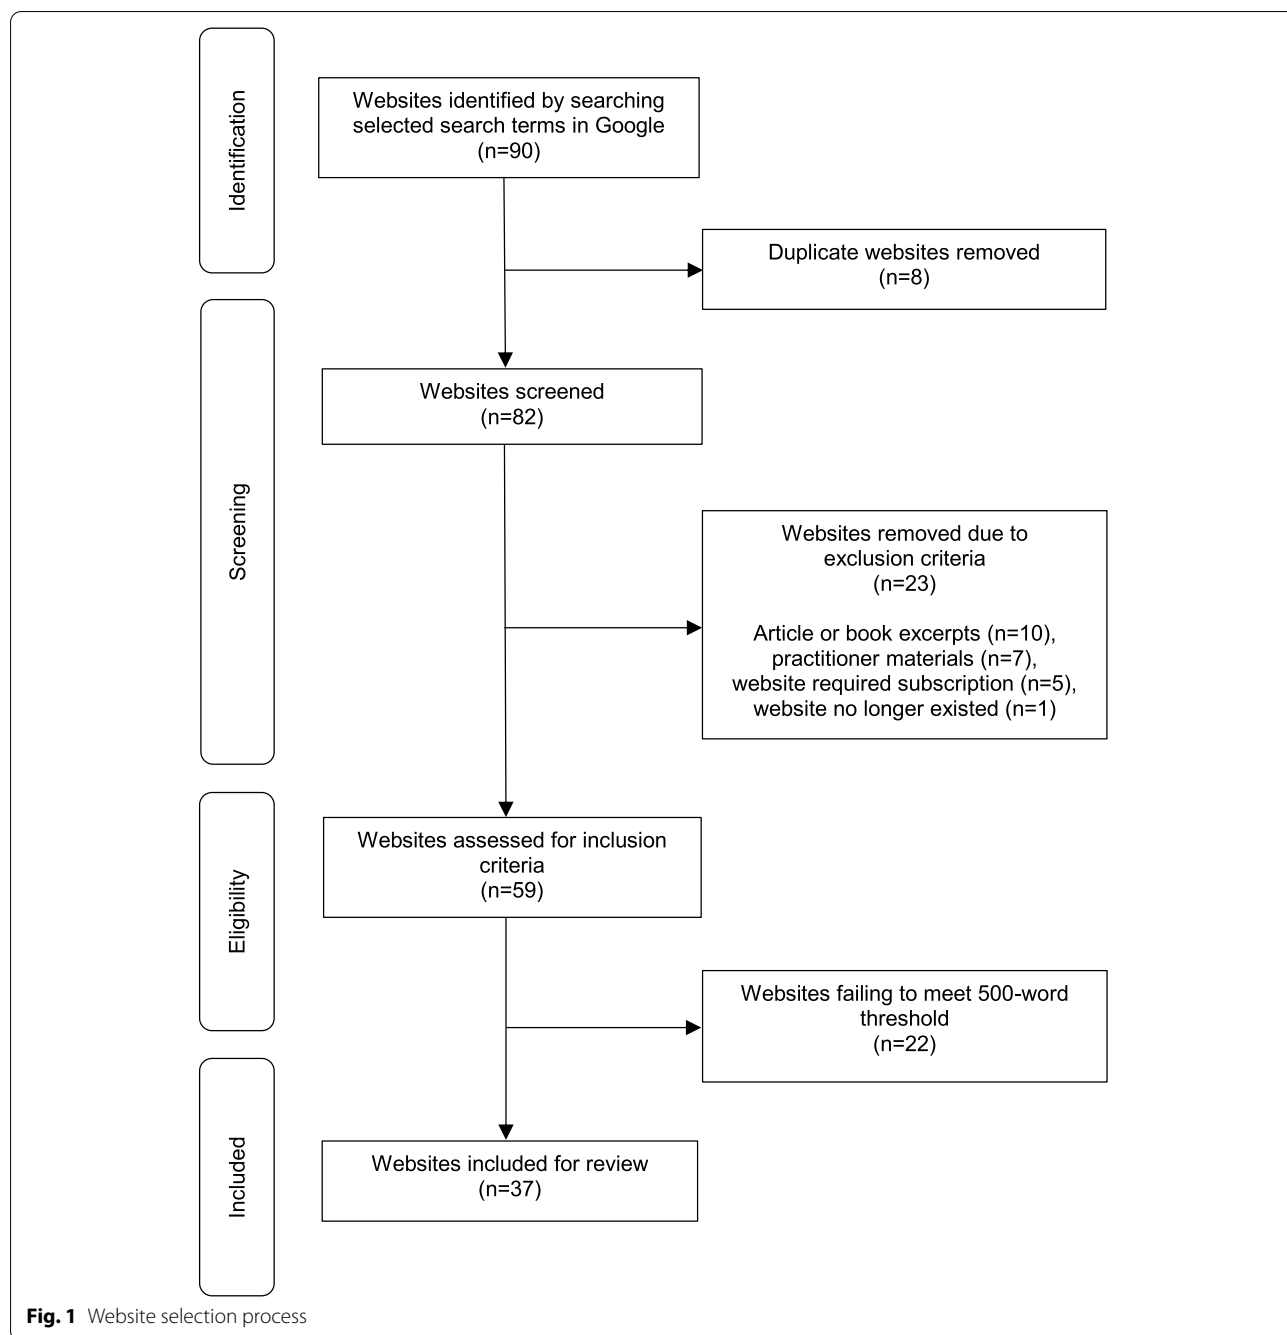 Identification
Websites identified by searching
selected search terms in Google
(n=90)
Duplicate websites removed
(n=8)
Screening
Websites screened
(n=82)
Websites removed due to
exclusion criteria
(n=23)
Article or book excerpts (n=10),
practitioner materials (n=7),
website required subscription (n=5),
website no longer existed (n=1)
Eligibility
Websites assessed for inclusion
criteria
(n=59)
Websites failing to meet 500-word
threshold
(n=22)
Included
Websites included for review
(n=37)
Fig. 1 Website selection process